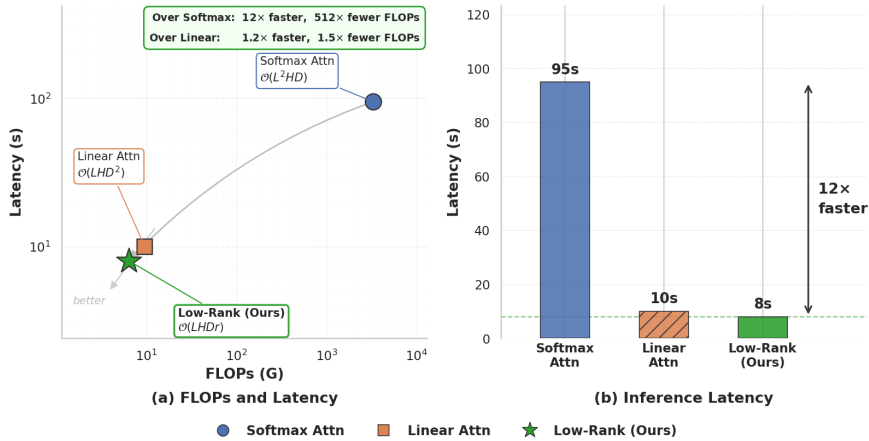 Over Softmax: 12× faster, 512× fewer FLOPs
Over Linear: 1.2× faster, 1.5× fewer FLOPs
Softmax Attn
𝒪(L²HD)
Linear Attn
𝒪(LHD²)
Low-Rank (Ours)
𝒪(LHDr)
better
Latency (s)
10²
10¹
10¹ 10² 10³ 10⁴
FLOPs (G)
(a) FLOPs and Latency
Latency (s)
120
100
80
60
40
20
0
95s
10s
8s
12×
faster
Softmax
Attn
Linear
Attn
Low-Rank
(Ours)
(b) Inference Latency
Softmax Attn Linear Attn Low-Rank (Ours)